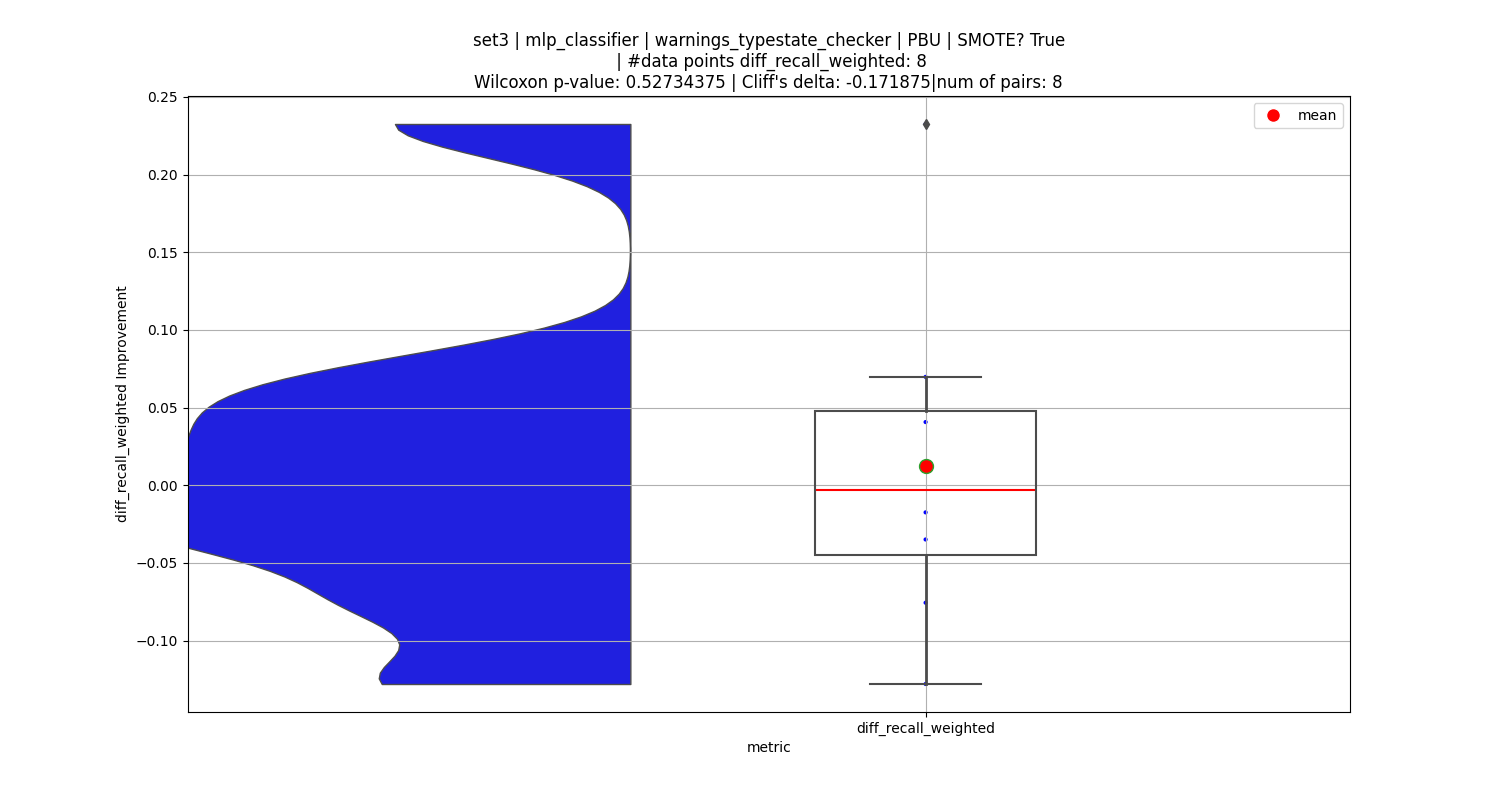 set3 | mlp_classifier | warnings_typestate_checker | PBU | SMOTE? True
| #data points diff_recall_weighted: 8
Wilcoxon p-value: 0.52734375 | Cliff's delta: -0.171875|num of pairs: 8
mean
0.25
0.20
0.15
0.10
0.05
0.00
−0.05
−0.10
diff_recall_weighted Improvement
diff_recall_weighted
metric